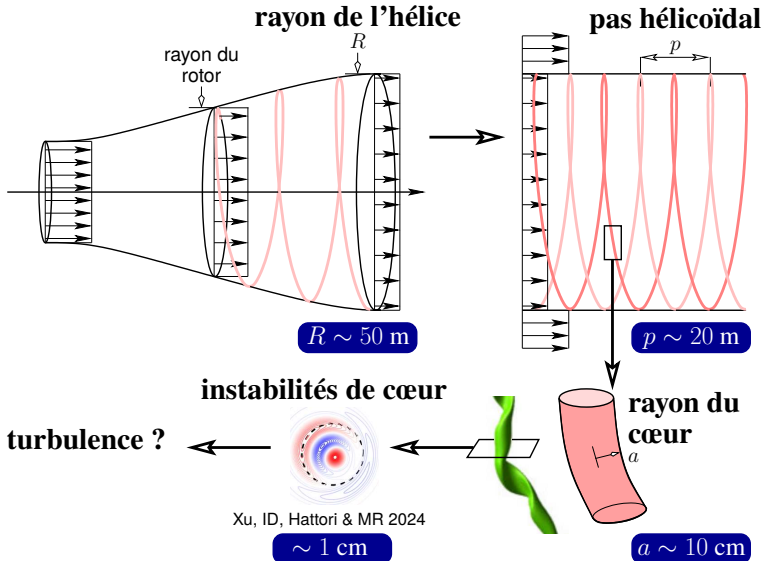 rayon de l’hélice
R
rayon du
rotor
R ∼ 50 m
pas hélicoïdal
p
p ∼ 20 m
rayon du
cœur
a
a ∼ 10 cm
instabilités de cœur
Xu, ID, Hattori & MR 2024
∼ 1 cm
turbulence ?